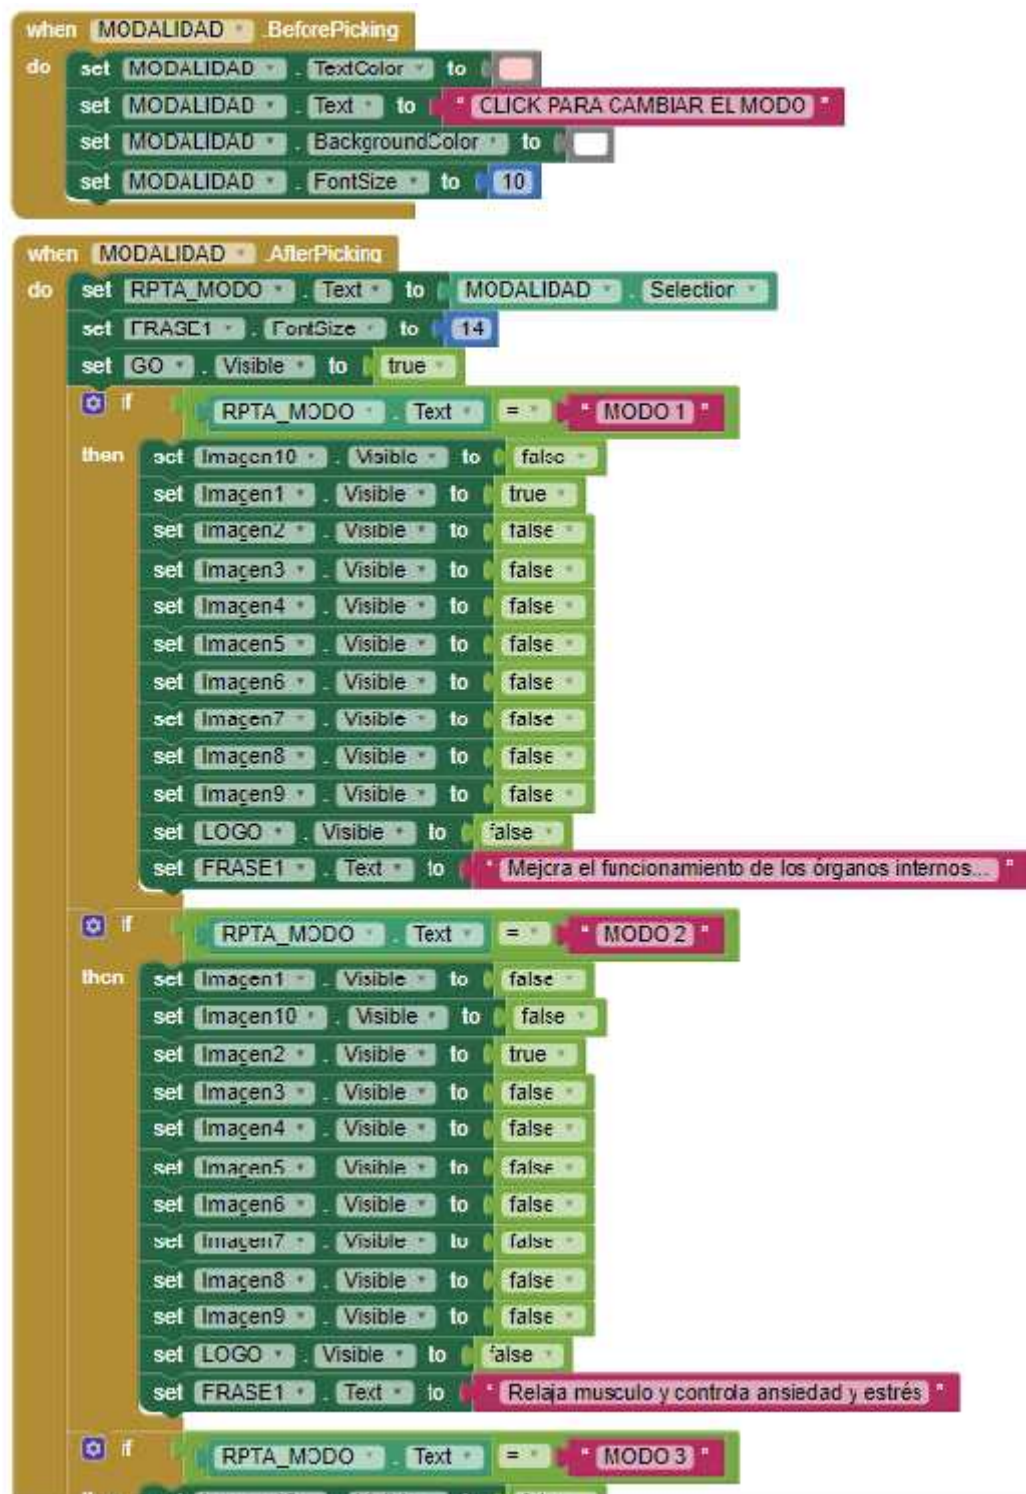 when MODALIDAD .BeforePicking
do set MODALIDAD . TextColor to
set MODALIDAD . Text to " CLICK PARA CAMBIAR EL MODO "
set MODALIDAD . BackgroundColor to
set MODALIDAD . FontSize to 10
when MODALIDAD .AfterPicking
do set RPTA_MODO . Text to MODALIDAD . Selection
set FRASE1 . FontSize to 14
set GO . Visible to true
if RPTA_MODO . Text = " MODO 1 "
then set Imagen10 . Visible to false
set Imagen1 . Visible to true
set Imagen2 . Visible to false
set Imagen3 . Visible to false
set Imagen4 . Visible to false
set Imagen5 . Visible to false
set Imagen6 . Visible to false
set Imagen7 . Visible to false
set Imagen8 . Visible to false
set Imagen9 . Visible to false
set LOGO . Visible to false
set FRASE1 . Text to " Mejora el funcionamiento de los órganos internos... "
if RPTA_MODO . Text = " MODO 2 "
then set Imagen1 . Visible to false
set Imagen10 . Visible to false
set Imagen2 . Visible to true
set Imagen3 . Visible to false
set Imagen4 . Visible to false
set Imagen5 . Visible to false
set Imagen6 . Visible to false
set Imagen7 . Visible to false
set Imagen8 . Visible to false
set Imagen9 . Visible to false
set LOGO . Visible to false
set FRASE1 . Text to " Relaja musculo y controla ansiedad y estrés "
if RPTA_MODO . Text = " MODO 3 "